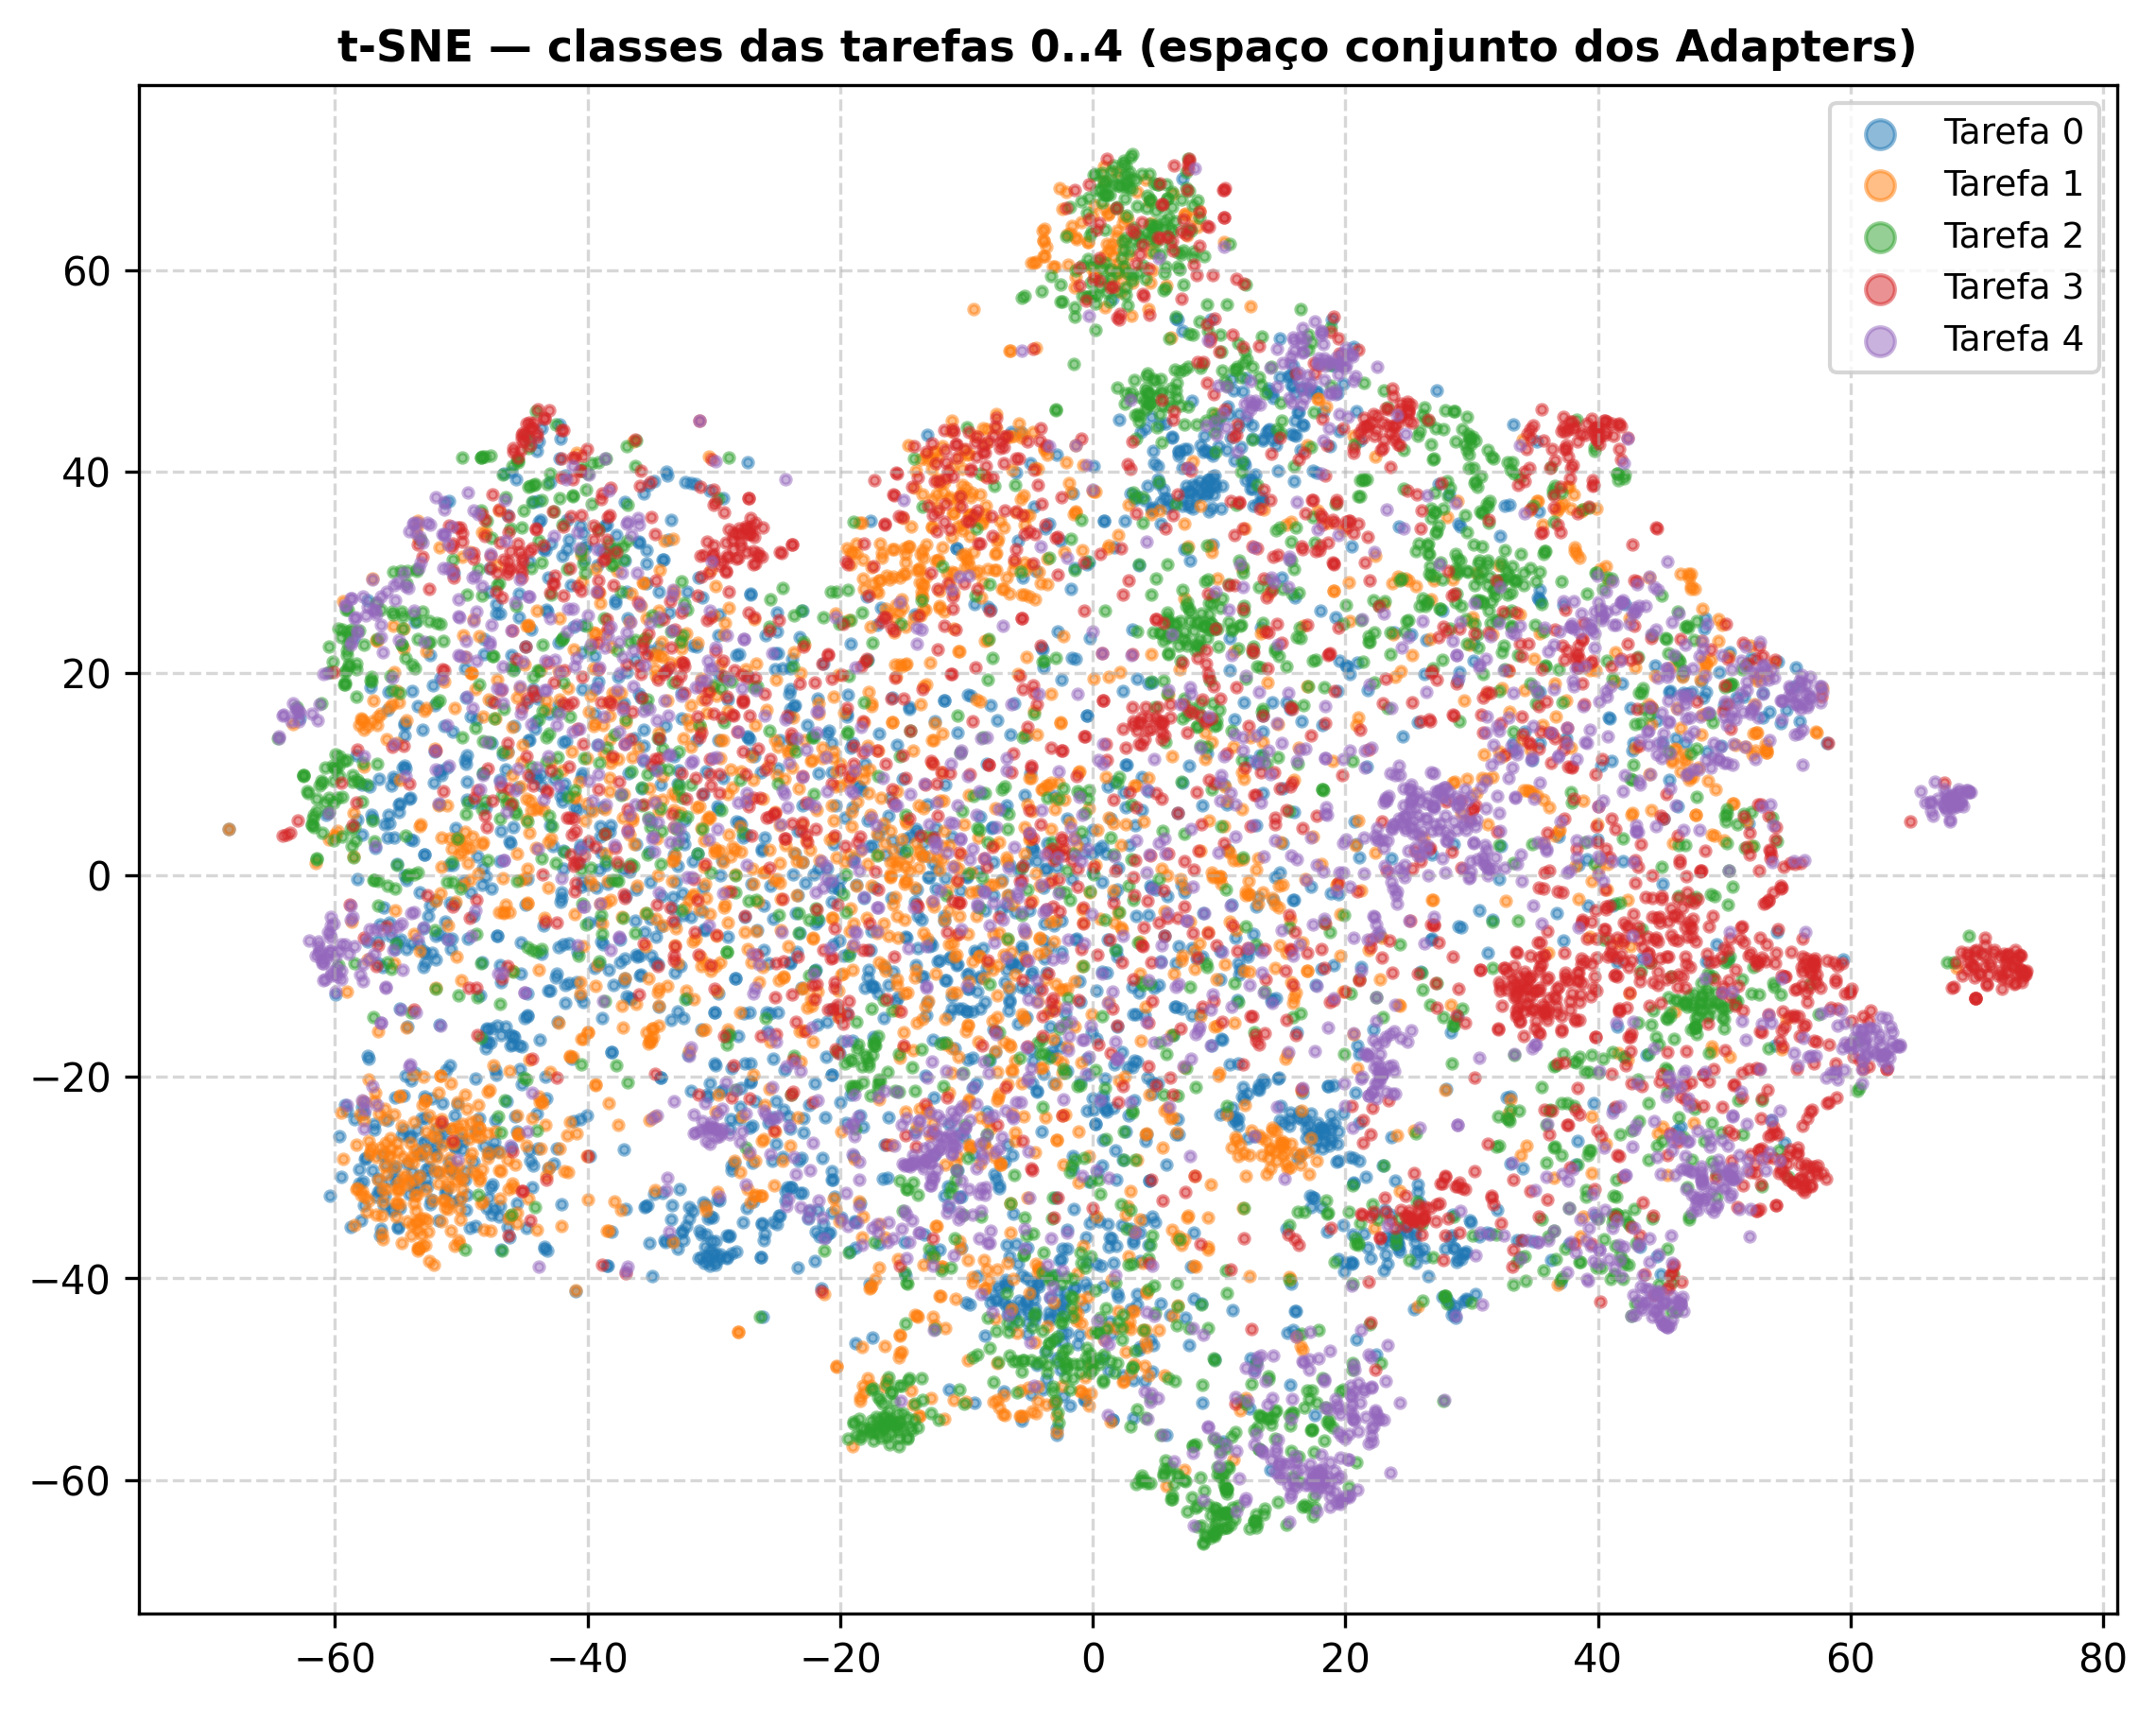 t-SNE — classes das tarefas 0..4 (espaço conjunto dos Adapters)
Tarefa 0
Tarefa 1
Tarefa 2
Tarefa 3
Tarefa 4
60
40
20
0
−20
−40
−60
−60 −40 −20 0 20 40 60 80